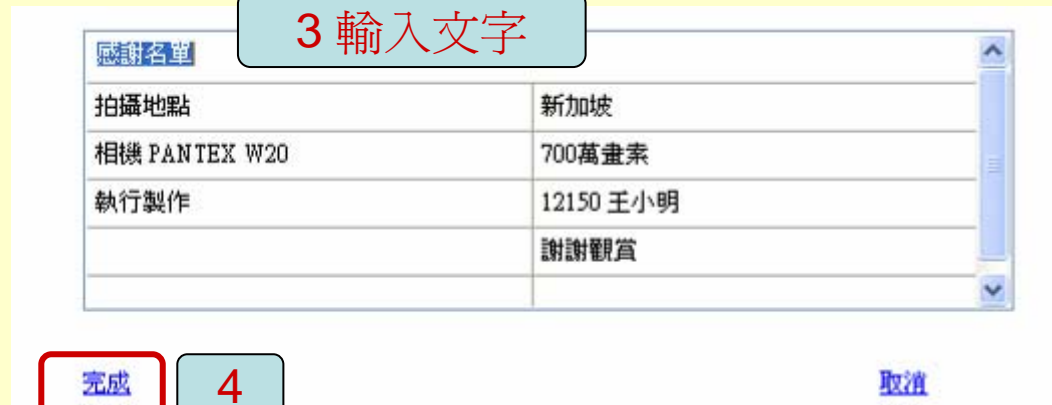 3 輸入文字
感謝名單
拍攝地點 新加坡
相機 PANTEX W20 700萬畫素
執行製作 12150 王小明
謝謝觀賞
完成 4 取消